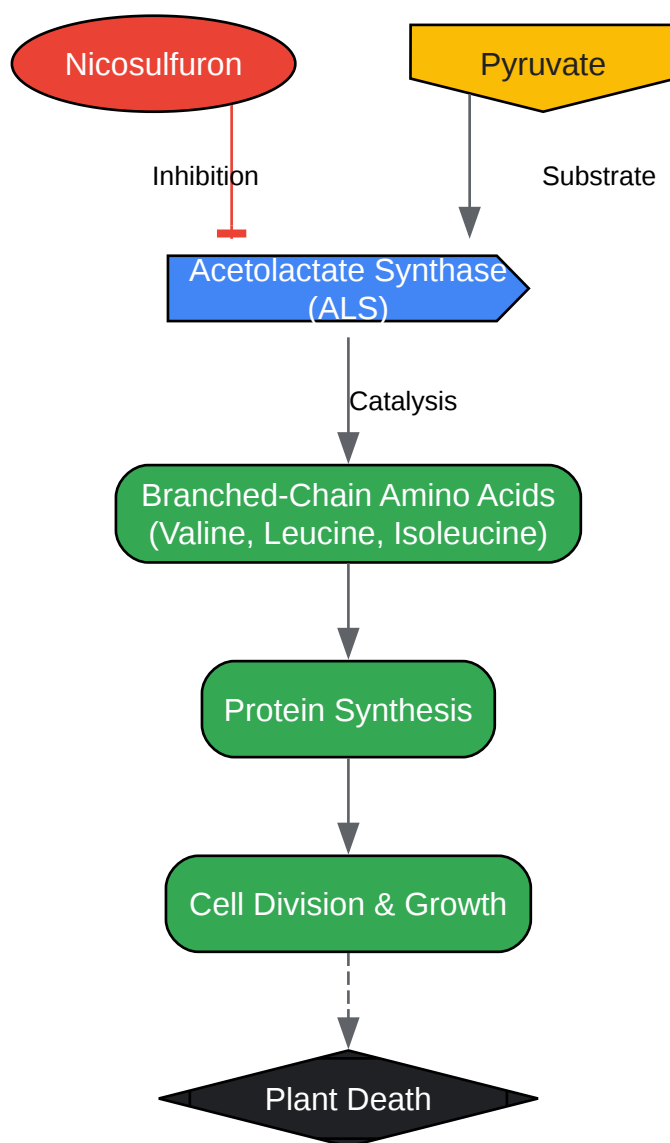 Nicosulfuron
Pyruvate
Inhibition
Substrate
Acetolactate Synthase
(ALS)
Catalysis
Branched-Chain Amino Acids
(Valine, Leucine, Isoleucine)
Protein Synthesis
Cell Division & Growth
Plant Death